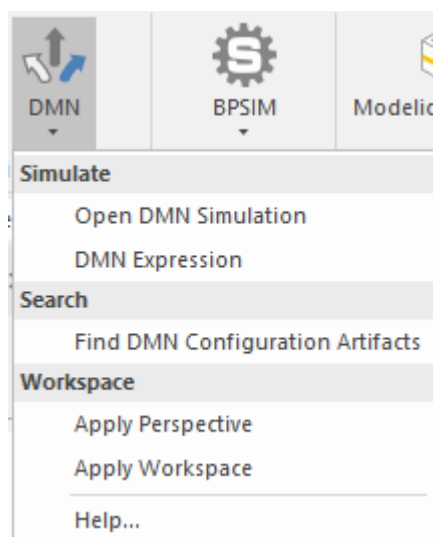 DMN
BPSIM
Simulate
Open DMN Simulation
DMN Expression
Search
Find DMN Configuration Artifacts
Workspace
Apply Perspective
Apply Workspace
Help...